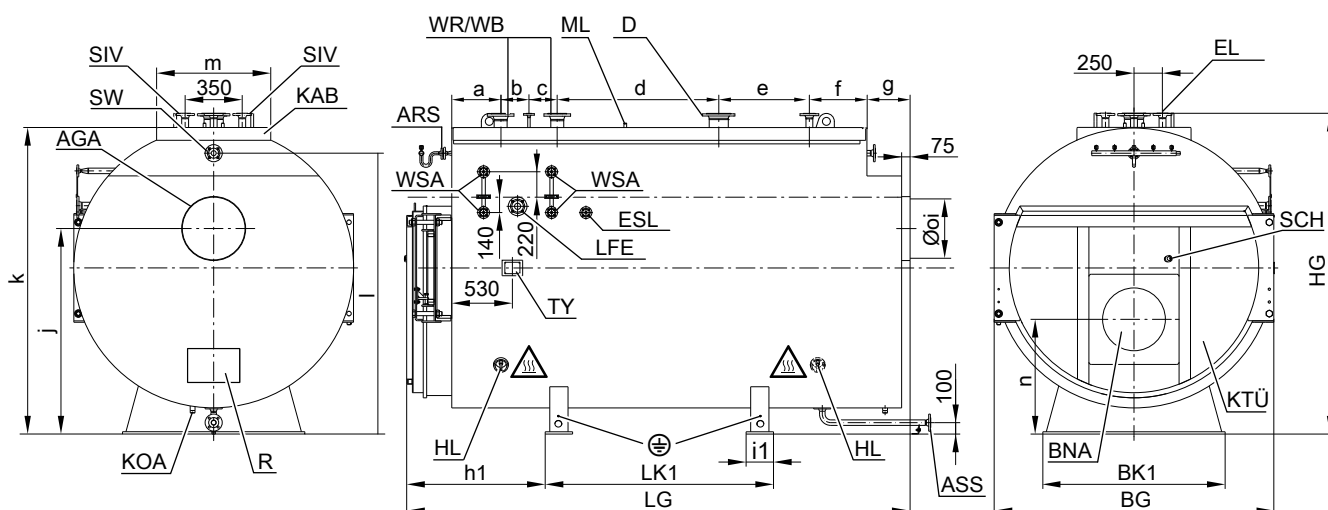 SIV
m
SIV
350
SW
KAB
AGA
k
j
l
KOA
R
WR/WB
ML
D
a
b
c
d
e
f
g
ARS
75
WSA
WSA
140
220
ESL
LFE
Øoi
530
TY
100
HL
HL
h1
LK1
i1
LG
ASS
250
EL
SCH
HG
n
KTÜ
BNA
BK1
BG